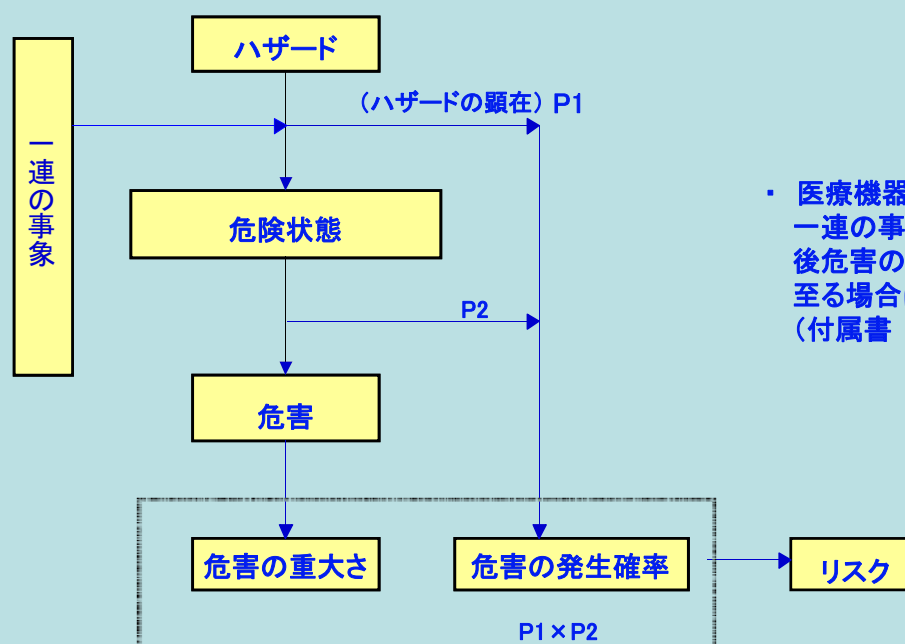 ハザード
(ハザードの顕在) P1
一連の事象
危険状態
P2
危害
危害の重大さ
危害の発生確率
リスク
P1×P2
・ 医療機器
一連の事
後危害の
至る場合
(付属書